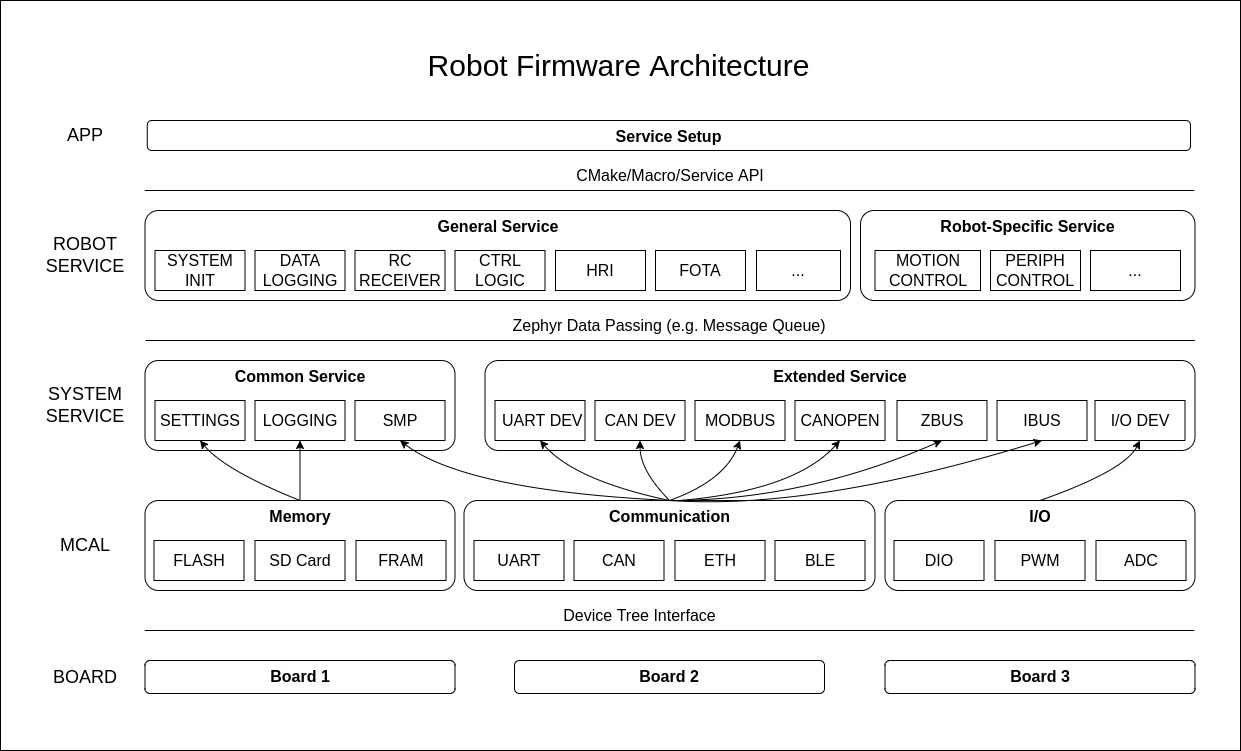 Robot Firmware Architecture
APP
Service Setup
CMake/Macro/Service API
ROBOT
SERVICE
General Service
SYSTEM
INIT
DATA
LOGGING
RC
RECEIVER
CTRL
LOGIC
HRI
FOTA
...
Robot-Specific Service
MOTION
CONTROL
PERIPH
CONTROL
...
Zephyr Data Passing (e.g. Message Queue)
SYSTEM
SERVICE
Common Service
SETTINGS
LOGGING
SMP
Extended Service
UART DEV
CAN DEV
MODBUS
CANOPEN
ZBUS
IBUS
I/O DEV
MCAL
Memory
FLASH
SD Card
FRAM
Communication
UART
CAN
ETH
BLE
I/O
DIO
PWM
ADC
Device Tree Interface
BOARD
Board 1
Board 2
Board 3